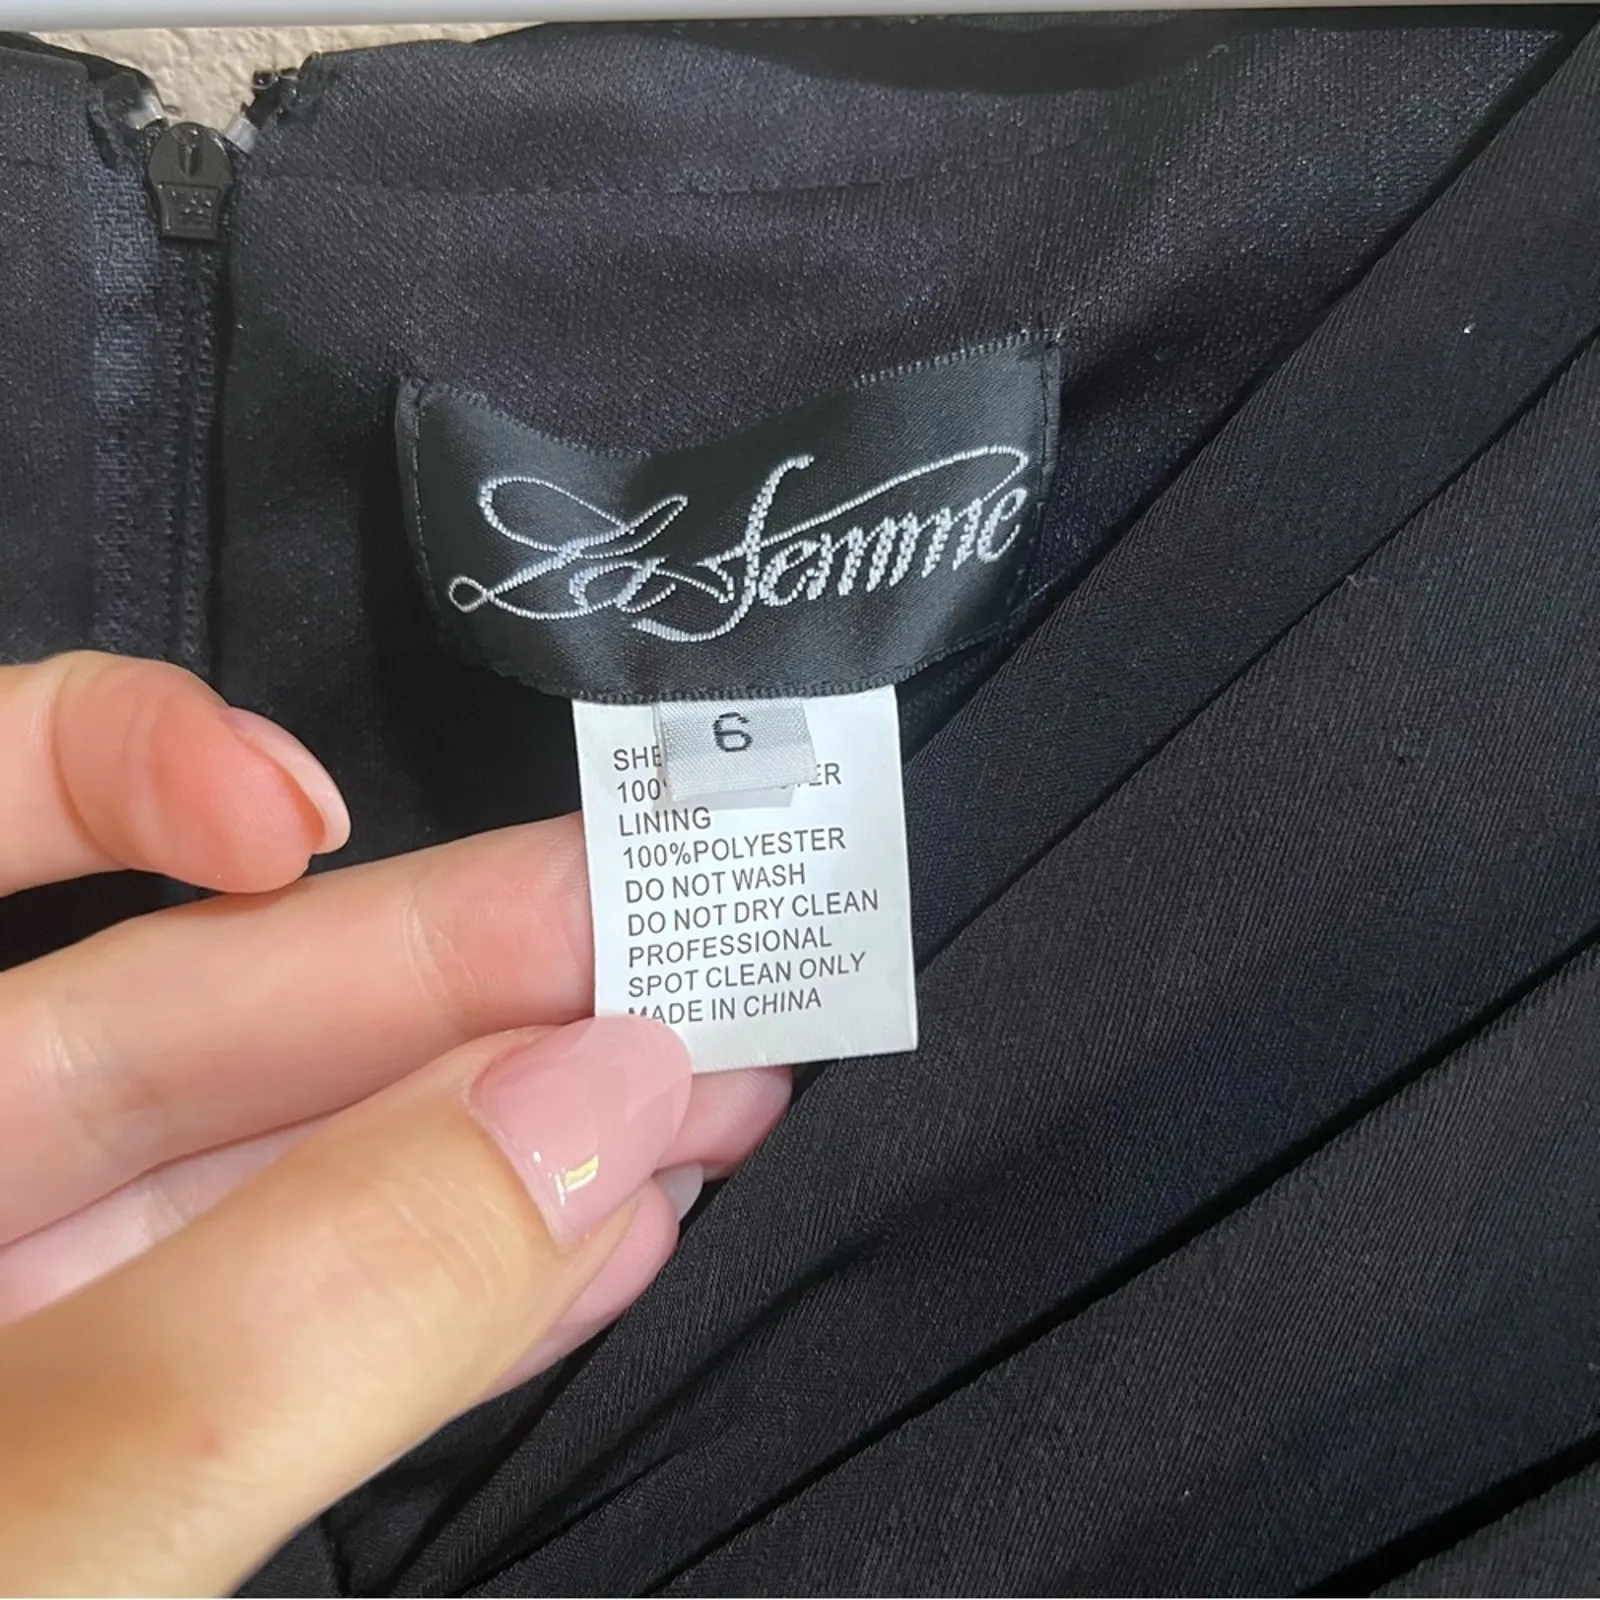 La Femme
6
SHE
100 ER
LINING
100%POLYESTER
DO NOT WASH
DO NOT DRY CLEAN
PROFESSIONAL
SPOT CLEAN ONLY
MADE IN CHINA